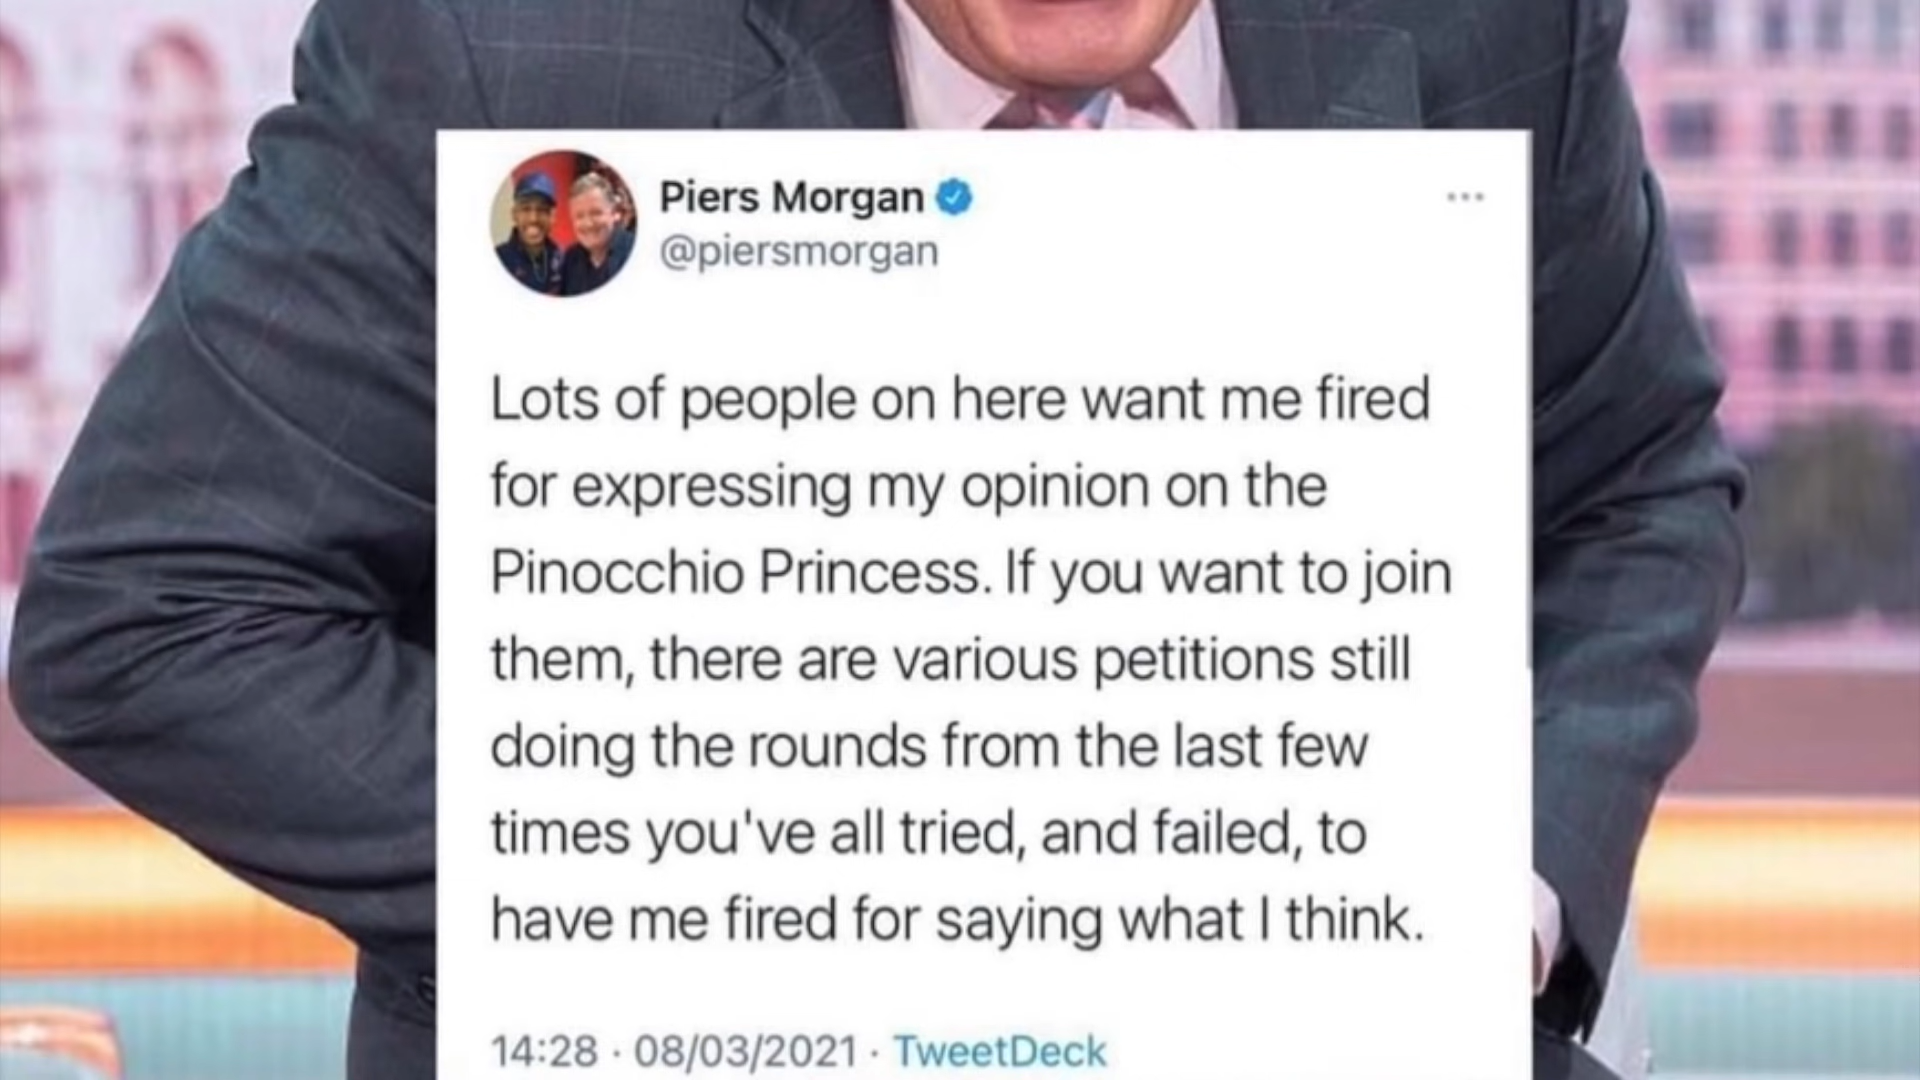 Piers Morgan
@piersmorgan
Lots of people on here want me fired
for expressing my opinion on the
Pinocchio Princess. If you want to join
them, there are various petitions still
doing the rounds from the last few
times you've all tried, and failed, to
have me fired for saying what I think.
14:28 · 08/03/2021 · TweetDeck